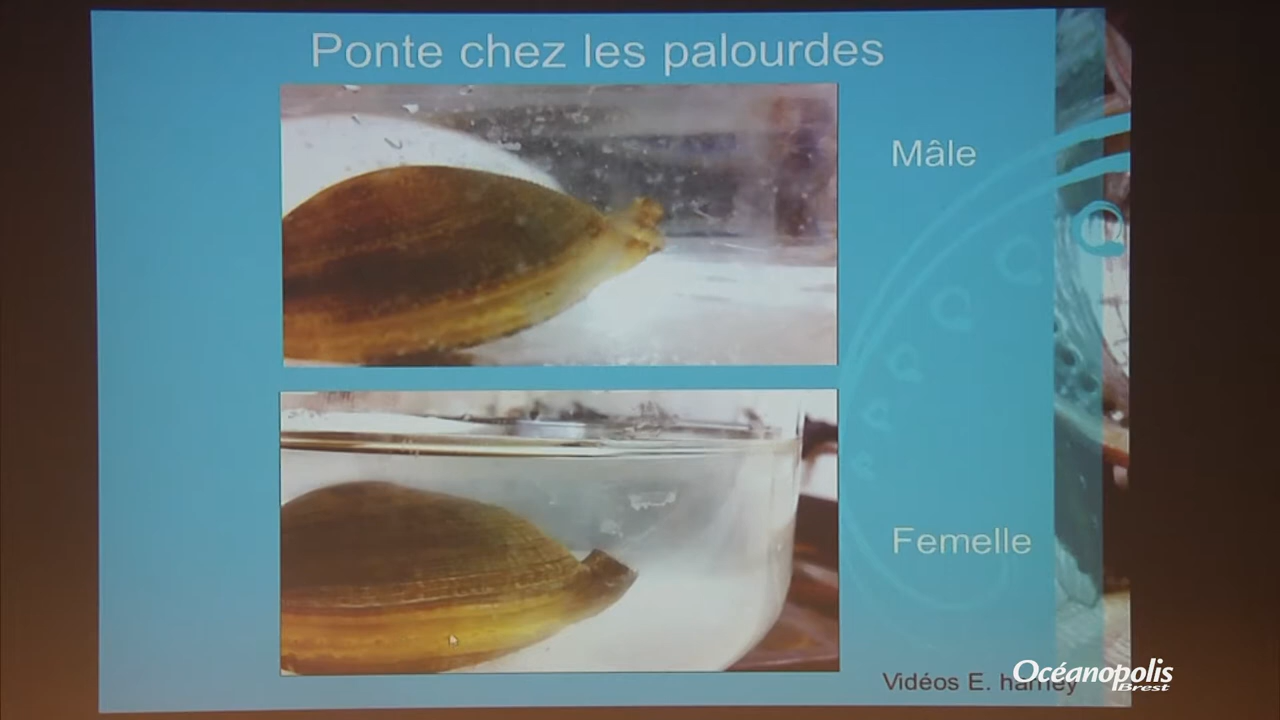 Ponte chez les palourdes
Mâle
Femelle
Vidéos E. harney
Océanopolis
Brest